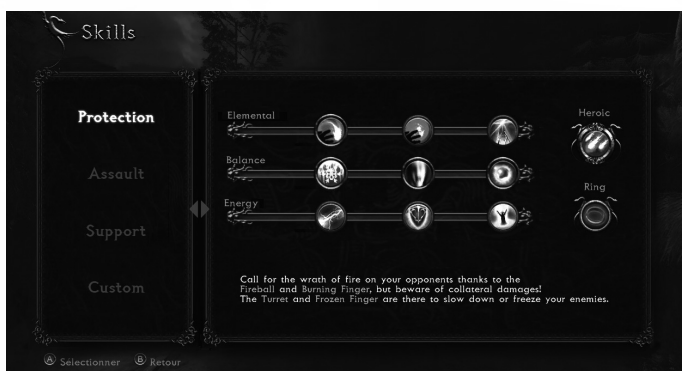 Skills
Protection
Assault
Support
Custom
Elemental
Balance
Energy
Heroic
Ring
Call for the wrath of fire on your opponents thanks to the
Fireball and Burning Finger, but beware of collateral damages!
The Turret and Frozen Finger are there to slow down or freeze your enemies.
A Sélectionner B Retour